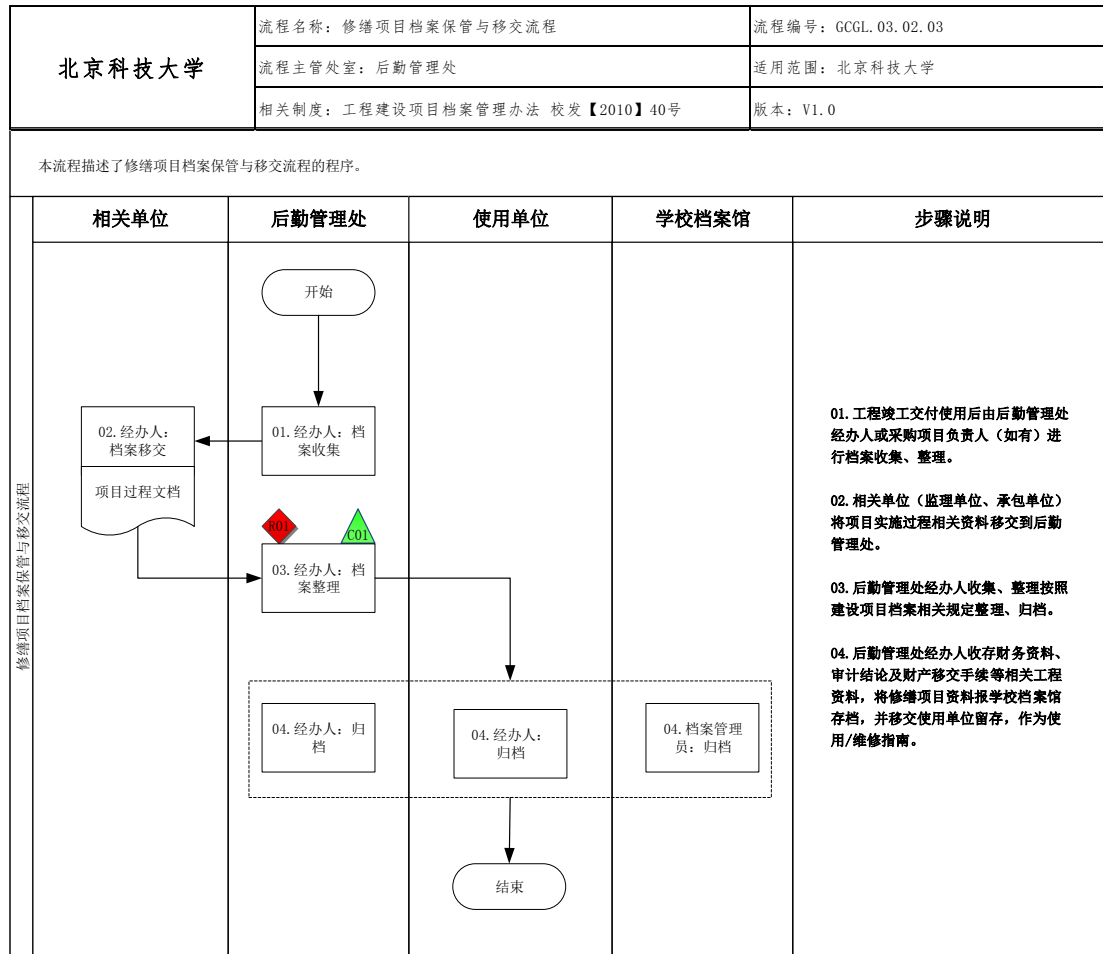 北京科技大学
流程名称：修缮项目档案保管与移交流程
流程编号：GCGL.03.02.03
流程主管处室：后勤管理处
适用范围：北京科技大学
相关制度：工程建设项目档案管理办法 校发【2010】40号
版本：V1.0
本流程描述了修缮项目档案保管与移交流程的程序。
修缮项目档案保管与移交流程
相关单位
后勤管理处
使用单位
学校档案馆
步骤说明
开始
02.经办人：
档案移交
项目过程文档
01.经办人：档
案收集
R01
C01
03.经办人：档
案整理
04.经办人：归
档
04.经办人：
归档
04.档案管理
员：归档
结束
01.工程竣工交付使用后由后勤管理处
经办人或采购项目负责人（如有）进
行档案收集、整理。
02.相关单位（监理单位、承包单位）
将项目实施过程相关资料移交到后勤
管理处。
03.后勤管理处经办人收集、整理按照
建设项目档案相关规定整理、归档。
04.后勤管理处经办人收存财务资料、
审计结论及财产移交手续等相关工程
资料，将修缮项目资料报学校档案馆
存档，并移交使用单位留存，作为使
用/维修指南。